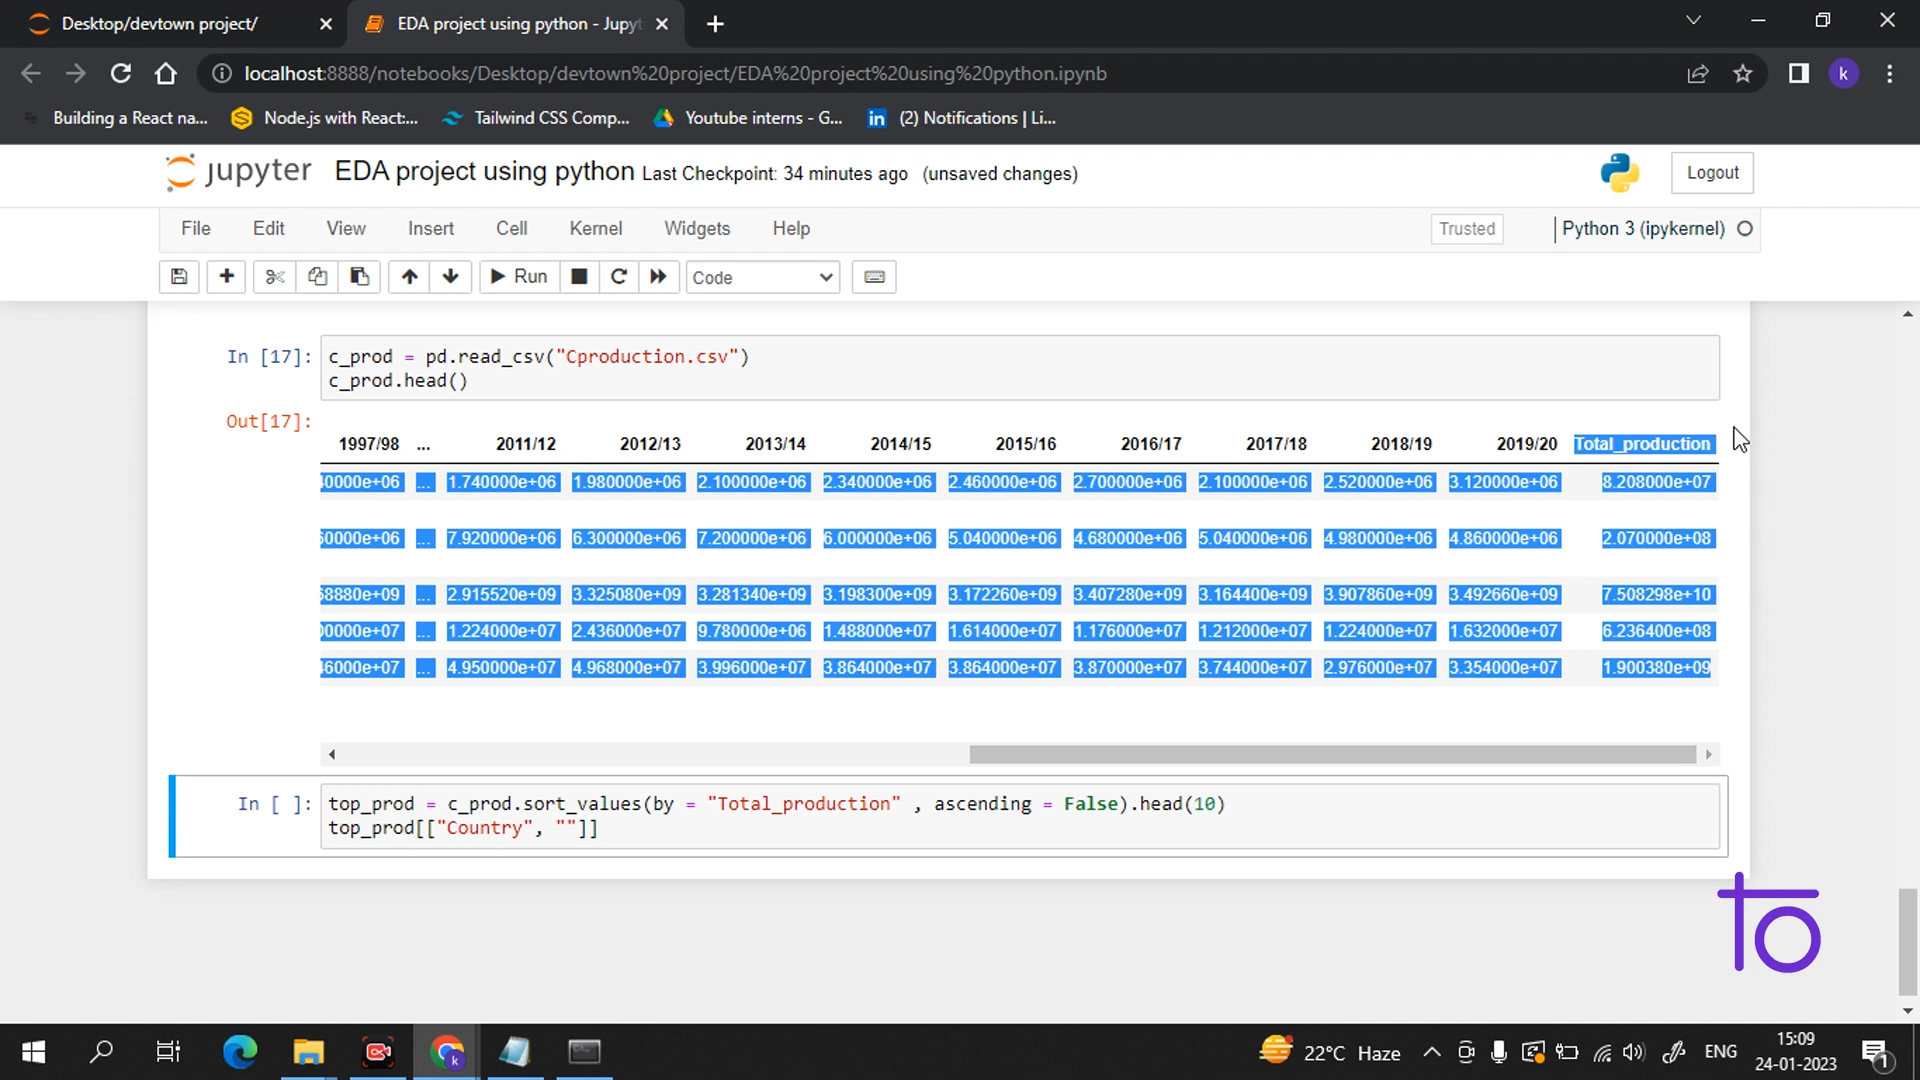 Desktop/devtown project/
EDA project using python - Jupyt
localhost:8888/notebooks/Desktop/devtown%20project/EDA%20project%20using%20python.ipynb
k
Building a React na...
Node.js with React:...
Tailwind CSS Comp...
Youtube interns - G...
(2) Notifications | Li...
jupyter EDA project using python Last Checkpoint: 34 minutes ago (unsaved changes)
Logout
File Edit View Insert Cell Kernel Widgets Help
Trusted
Python 3 (ipykernel)
Run
Code
In [17]: c_prod = pd.read_csv("Cproduction.csv")
c_prod.head()
Out[17]:
1997/98 ... 2011/12 2012/13 2013/14 2014/15 2015/16 2016/17 2017/18 2018/19 2019/20 Total_production
40000e+06 ... 1.740000e+06 1.980000e+06 2.100000e+06 2.340000e+06 2.460000e+06 2.700000e+06 2.100000e+06 2.520000e+06 3.120000e+06 8.208000e+07
60000e+06 ... 7.920000e+06 6.300000e+06 7.200000e+06 6.000000e+06 5.040000e+06 4.680000e+06 5.040000e+06 4.980000e+06 4.860000e+06 2.070000e+08
68880e+09 ... 2.915520e+09 3.325080e+09 3.281340e+09 3.198300e+09 3.172260e+09 3.407280e+09 3.164400e+09 3.907860e+09 3.492660e+09 7.508298e+10
00000e+07 ... 1.224000e+07 2.436000e+07 9.780000e+06 1.488000e+07 1.614000e+07 1.176000e+07 1.212000e+07 1.224000e+07 1.632000e+07 6.236400e+08
46000e+07 ... 4.950000e+07 4.968000e+07 3.996000e+07 3.864000e+07 3.864000e+07 3.870000e+07 3.744000e+07 2.976000e+07 3.354000e+07 1.900380e+09
In [ ]: top_prod = c_prod.sort_values(by = "Total_production" , ascending = False).head(10)
top_prod[["Country", ""]]
to
22°C Haze
ENG
15:09
24-01-2023
1